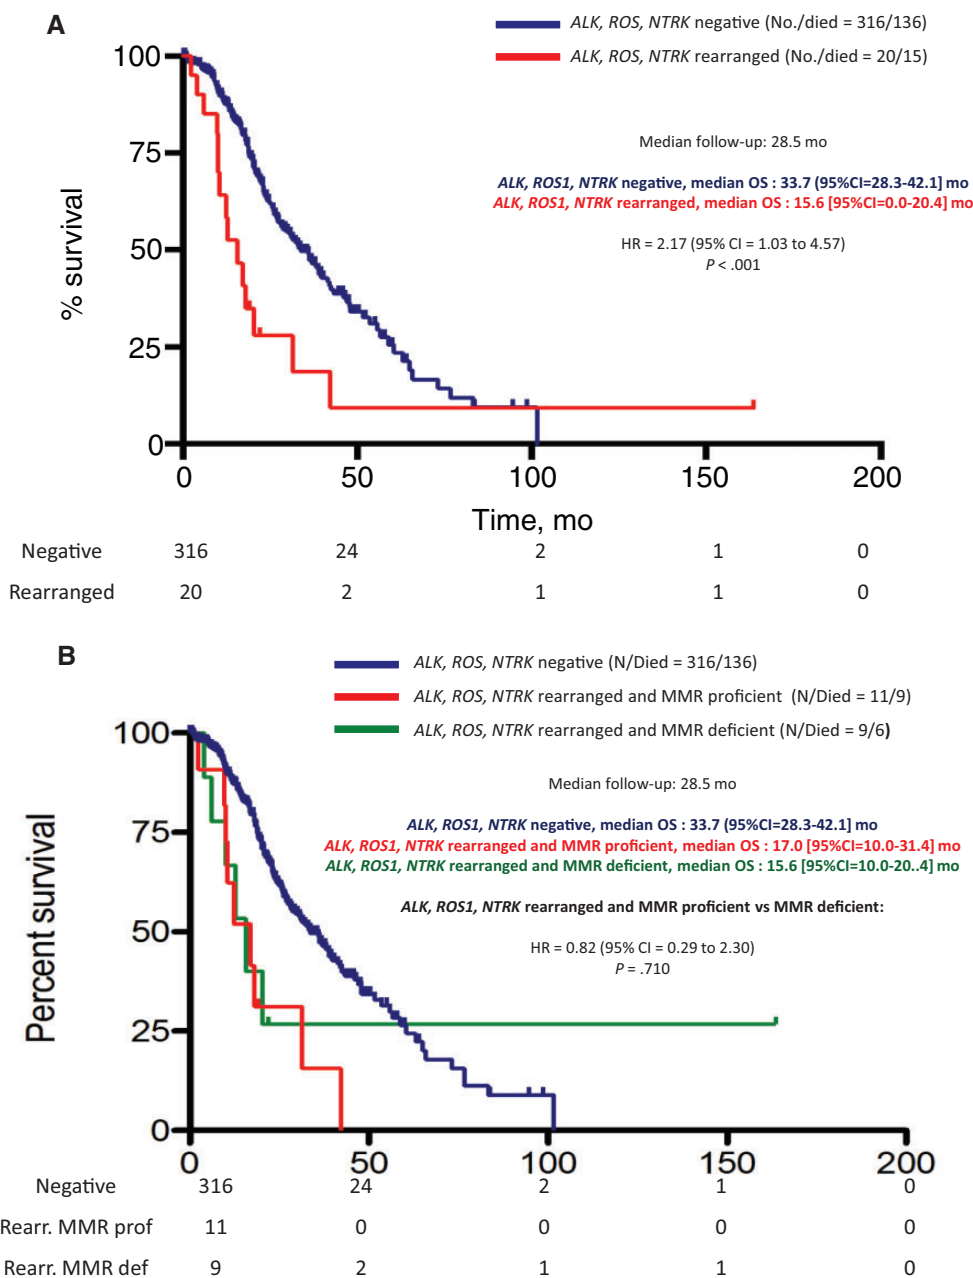 A
ALK, ROS, NTRK negative (No./died = 316/136)
ALK, ROS, NTRK rearranged (No./died = 20/15)
Median follow-up: 28.5 mo
ALK, ROS1, NTRK negative, median OS : 33.7 (95%CI=28.3-42.1] mo
ALK, ROS1, NTRK rearranged, median OS : 15.6 [95%CI=0.0-20.4] mo
HR = 2.17 (95% CI = 1.03 to 4.57)
P < .001
% survival
100
75
50
25
0
0 50 100 150 200
Time, mo
Negative 316 24 2 1 0
Rearranged 20 2 1 1 0
B
ALK, ROS, NTRK negative (N/Died = 316/136)
ALK, ROS, NTRK rearranged and MMR proficient (N/Died = 11/9)
ALK, ROS, NTRK rearranged and MMR deficient (N/Died = 9/6)
Median follow-up: 28.5 mo
ALK, ROS1, NTRK negative, median OS : 33.7 (95%CI=28.3-42.1] mo
ALK, ROS1, NTRK rearranged and MMR proficient, median OS : 17.0 [95%CI=10.0-31.4] mo
ALK, ROS1, NTRK rearranged and MMR deficient, median OS : 15.6 [95%CI=10.0-20..4] mo
ALK, ROS1, NTRK rearranged and MMR proficient vs MMR deficient:
HR = 0.82 (95% CI = 0.29 to 2.30)
P = .710
Percent survival
100
75
50
25
0
0 50 100 150 200
Negative 316 24 2 1 0
Rearr. MMR prof 11 0 0 0 0
Rearr. MMR def 9 2 1 1 0